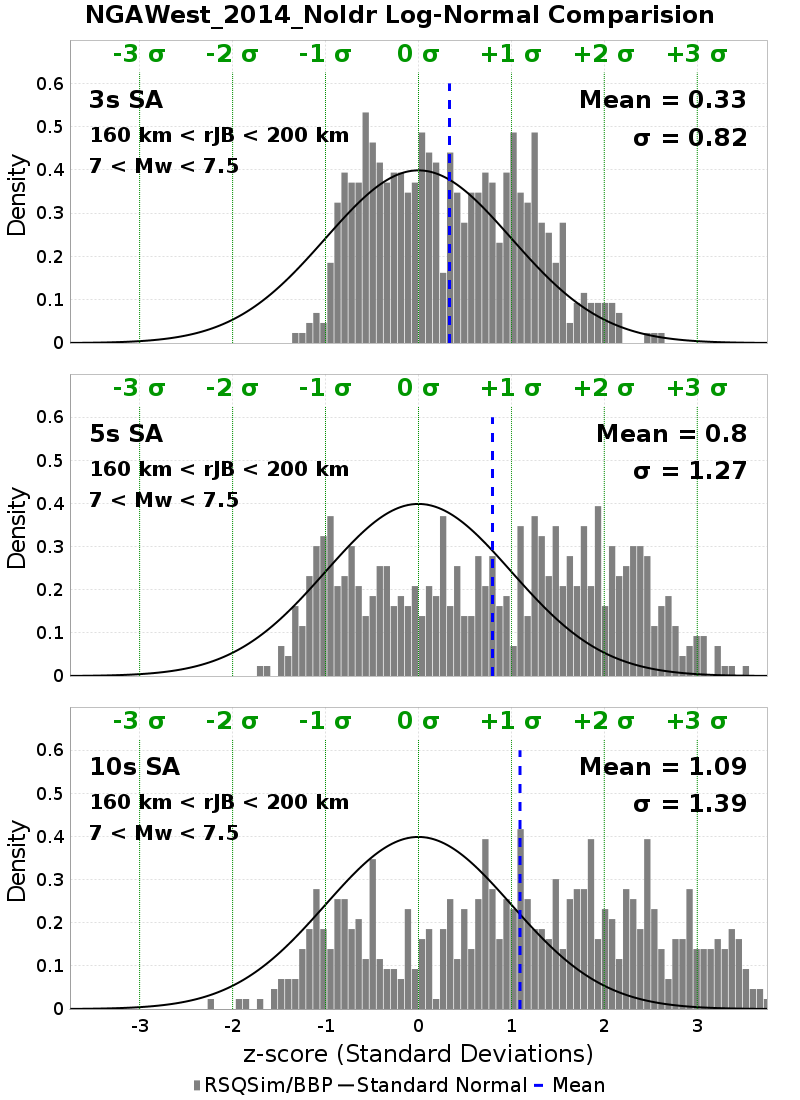 NGAWest_2014_NoIdr Log-Normal Comparision
-3 σ -2 σ -1 σ 0 σ +1 σ +2 σ +3 σ
3s SA
Mean = 0.33
160 km < rJB < 200 km
σ = 0.82
7 < Mw < 7.5
Density
0.6
0.5
0.4
0.3
0.2
0.1
0
-3 σ -2 σ -1 σ 0 σ +1 σ +2 σ +3 σ
5s SA
Mean = 0.8
160 km < rJB < 200 km
σ = 1.27
7 < Mw < 7.5
Density
0.6
0.5
0.4
0.3
0.2
0.1
0
-3 σ -2 σ -1 σ 0 σ +1 σ +2 σ +3 σ
10s SA
Mean = 1.09
160 km < rJB < 200 km
σ = 1.39
7 < Mw < 7.5
Density
0.6
0.5
0.4
0.3
0.2
0.1
0
-3 -2 -1 0 1 2 3
z-score (Standard Deviations)
RSQSim/BBP Standard Normal Mean